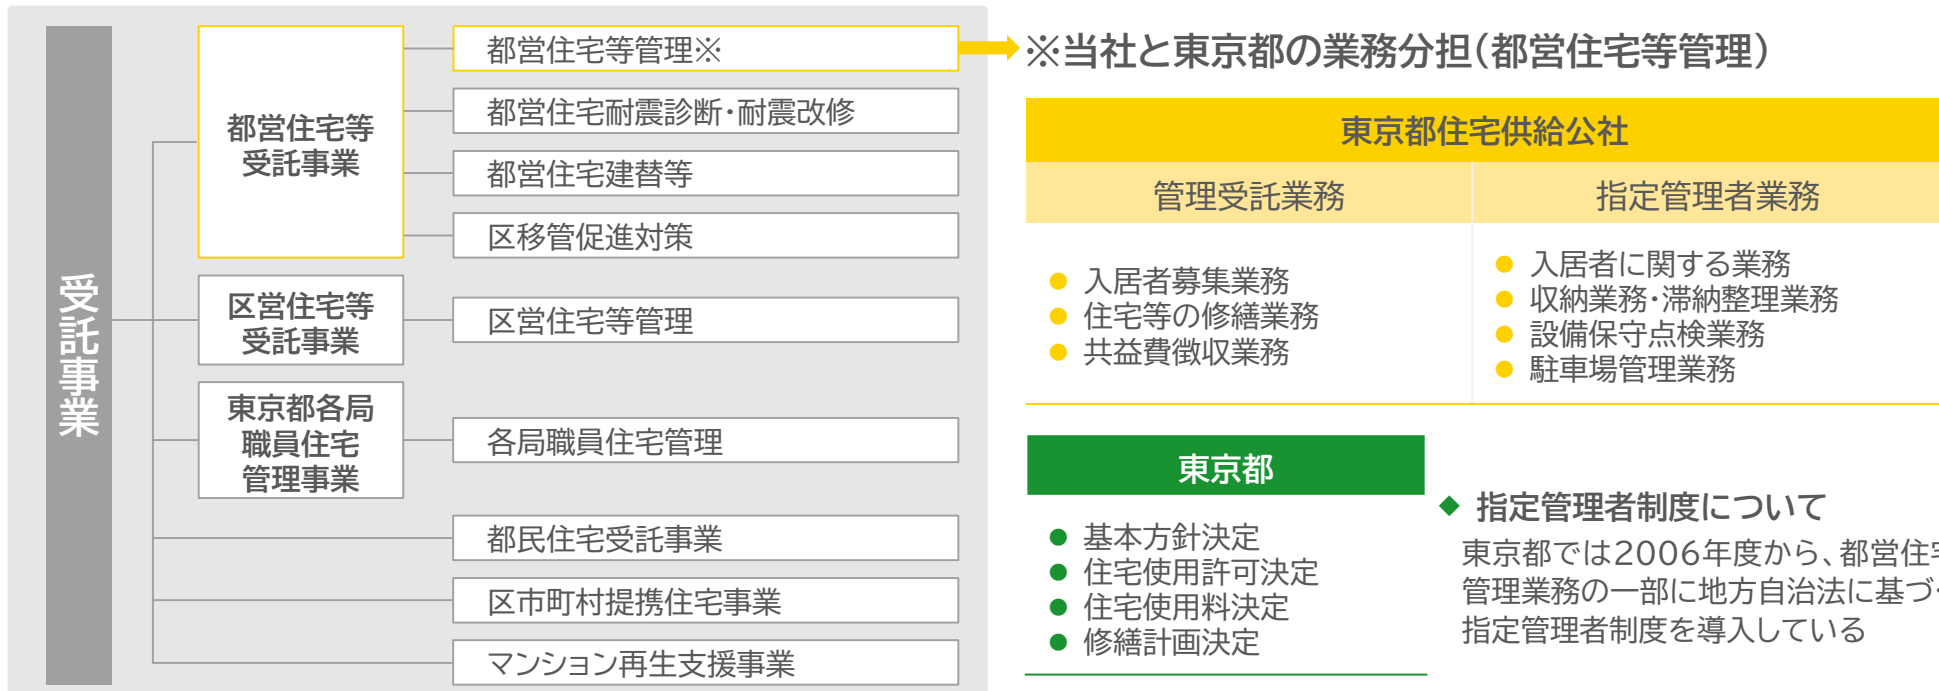 受託事業
都営住宅等
受託事業
都営住宅等管理※
都営住宅耐震診断・耐震改修
都営住宅建替等
区移管促進対策
区営住宅等
受託事業
区営住宅等管理
東京都各局
職員住宅
管理事業
各局職員住宅管理
都民住宅受託事業
区市町村提携住宅事業
マンション再生支援事業
※当社と東京都の業務分担(都営住宅等管理)
東京都住宅供給公社
管理受託業務
指定管理者業務
● 入居者募集業務
● 住宅等の修繕業務
● 共益費徴収業務
● 入居者に関する業務
● 収納業務・滞納整理業務
● 設備保守点検業務
● 駐車場管理業務
東京都
● 基本方針決定
● 住宅使用許可決定
● 住宅使用料決定
● 修繕計画決定
◆ 指定管理者制度について
東京都では2006年度から、都営住宅
管理業務の一部に地方自治法に基づく
指定管理者制度を導入している